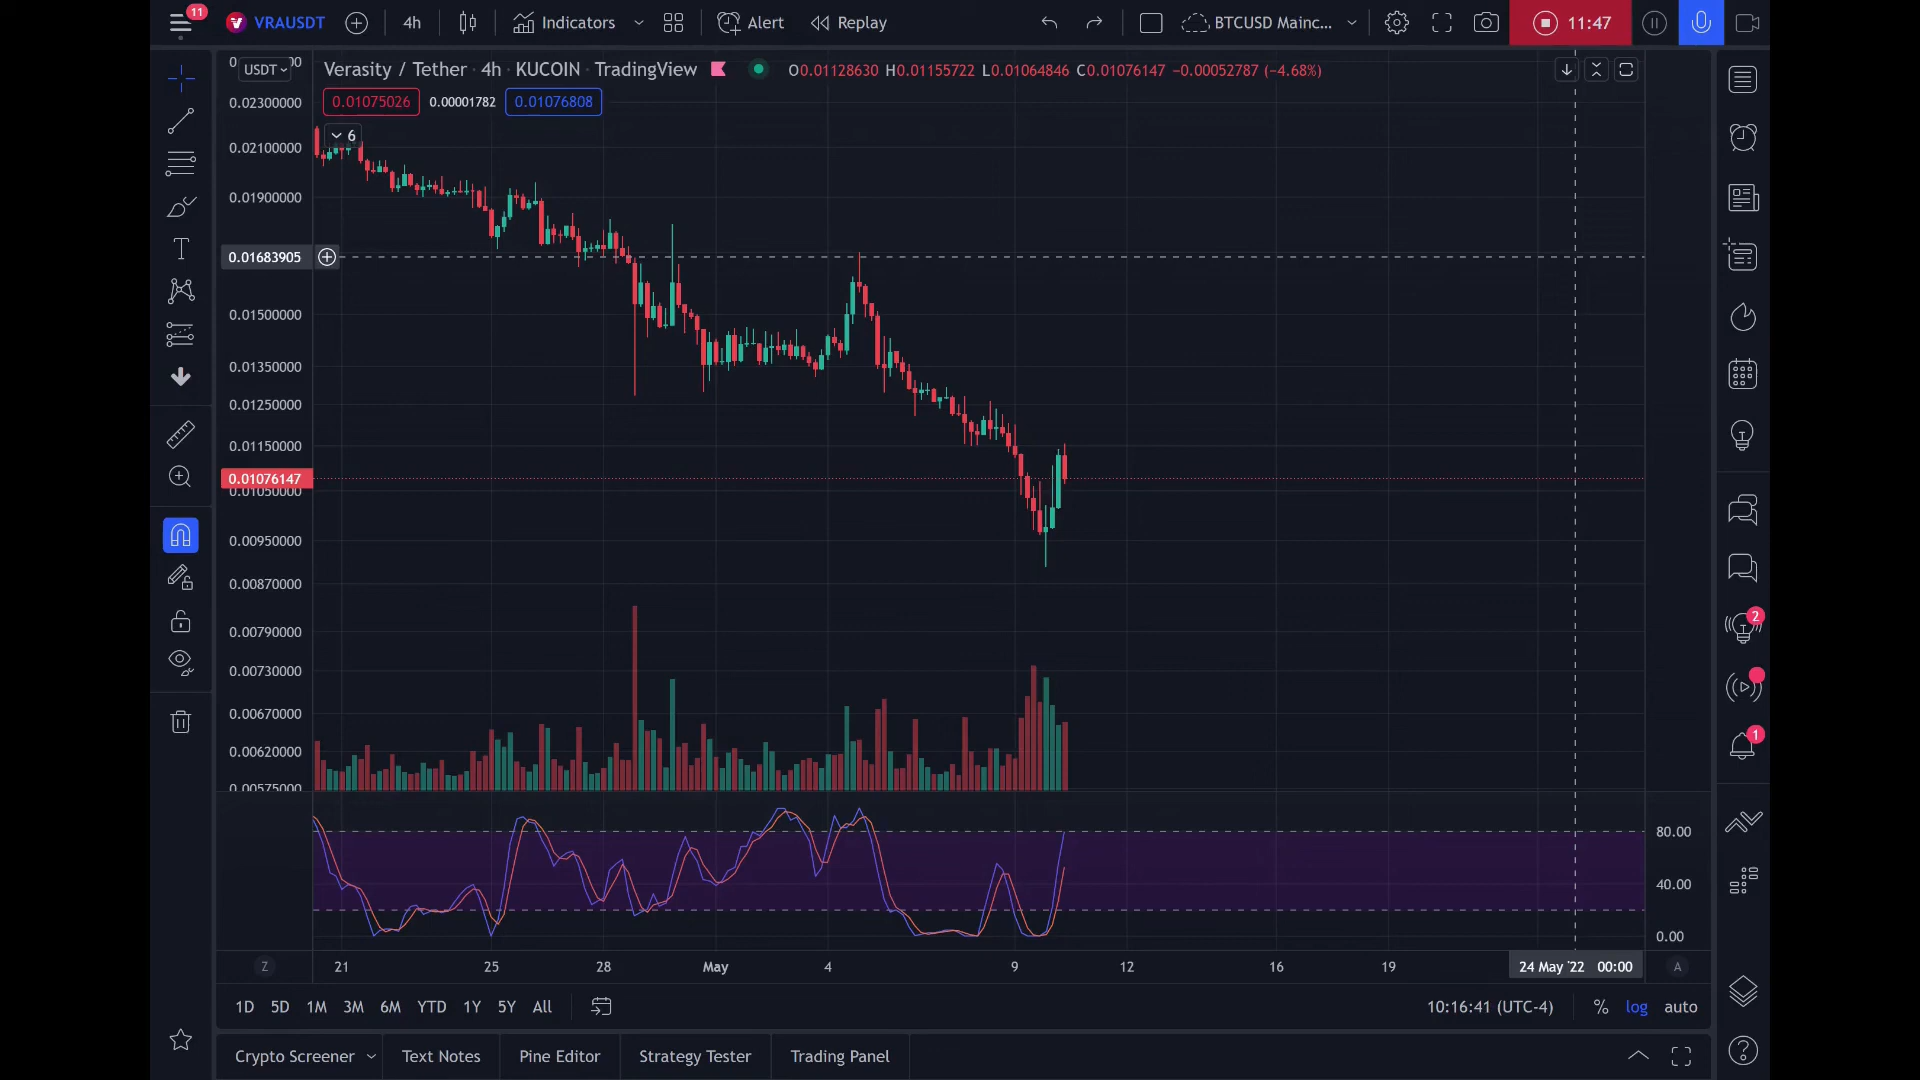 11
VRAUSDT
4h
Indicators
Alert
Replay
BTCUSD Mainc...
11:47
USDT
Verasity / Tether · 4h · KUCOIN · TradingView
O0.01128630 H0.01155722 L0.01064846 C0.01076147 −0.00052787 (−4.68%)
0.01075026 0.00001782 0.01076808
6
0.02300000
0.02100000
0.01900000
0.01683905
0.01500000
0.01350000
0.01250000
0.01150000
0.01076147
0.01050000
0.00950000
0.00870000
0.00790000
0.00730000
0.00670000
0.00620000
0.00575000
80.00
40.00
0.00
2
1
Z
21
25
28
May
4
9
12
16
19
24 May '22 00:00
A
1D 5D 1M 3M 6M YTD 1Y 5Y All
10:16:41 (UTC-4)
% log auto
Crypto Screener
Text Notes
Pine Editor
Strategy Tester
Trading Panel